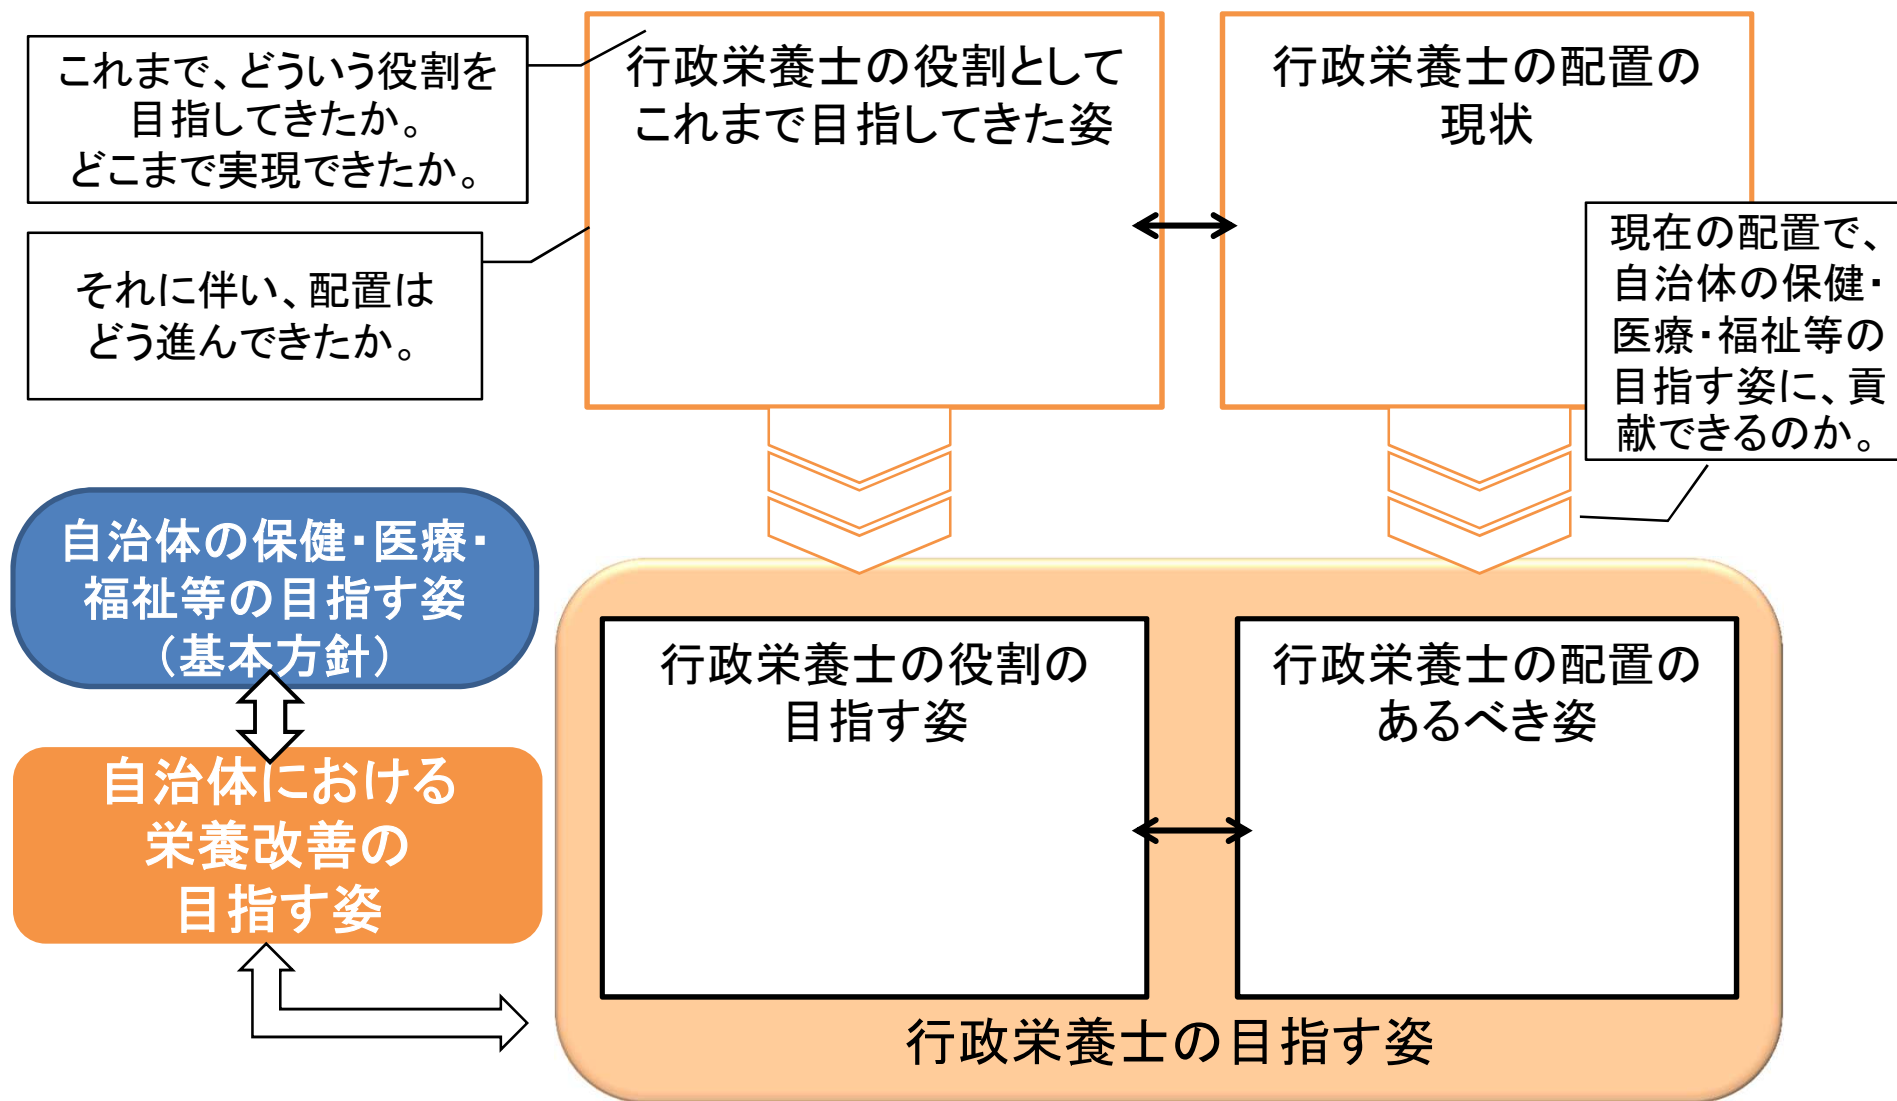 これまで、どういう役割を
目指してきたか。
どこまで実現できたか。
それに伴い、配置は
どう進んできたか。
行政栄養士の役割として
これまで目指してきた姿
行政栄養士の配置の
現状
現在の配置で、
自治体の保健・
医療・福祉等の
目指す姿に、貢
献できるのか。
自治体の保健・医療・
福祉等の目指す姿
（基本方針）
自治体における
栄養改善の
目指す姿
行政栄養士の役割の
目指す姿
行政栄養士の配置の
あるべき姿
行政栄養士の目指す姿